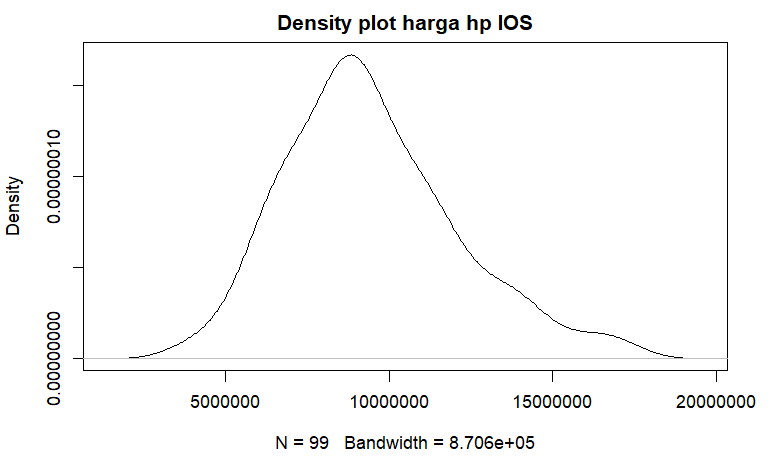 Density plot harga hp IOS
Density
0.00000000
0.00000010
5000000
10000000
15000000
20000000
N = 99 Bandwidth = 8.706e+05